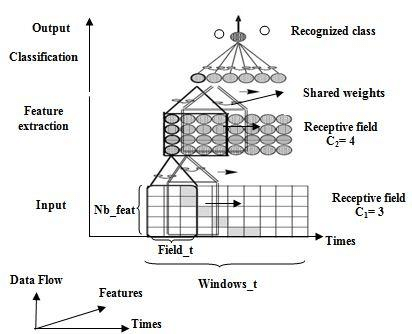 Output
Recognized class
Classification
Shared weights
Feature
extraction
Receptive field
C2= 4
Input
Nb_feat
Receptive field
C1= 3
Times
Field_t
Windows_t
Data Flow
Features
Times